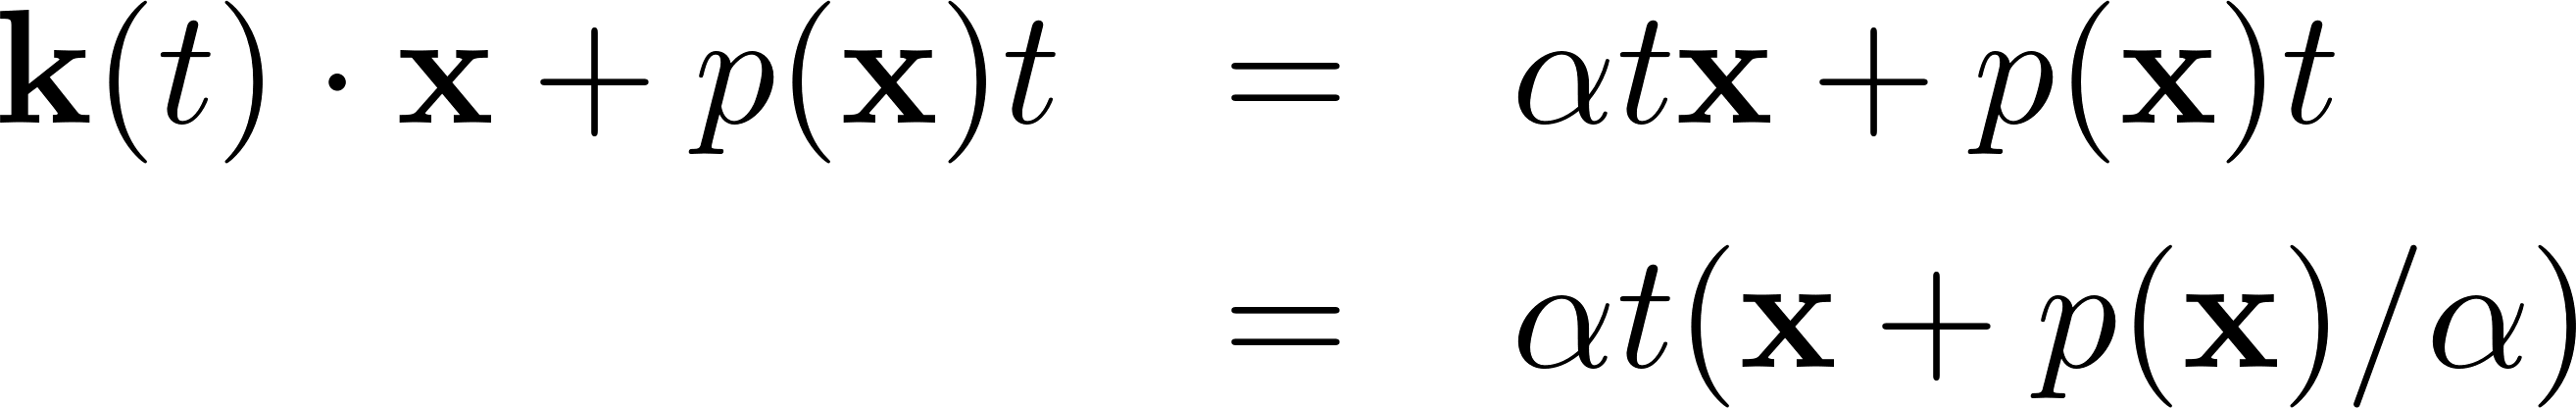 𝐤(t) · 𝐱 + p(𝐱)t = αt𝐱 + p(𝐱)t
= αt(𝐱 + p(𝐱)/α)